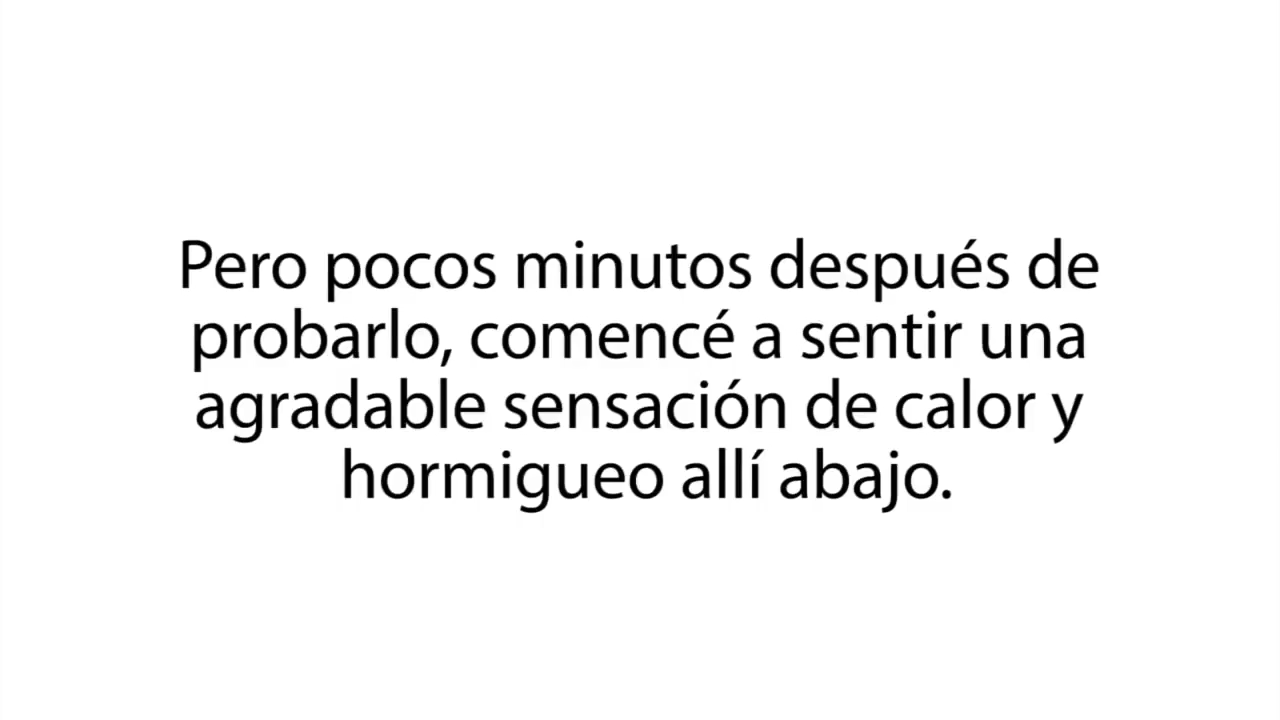 Pero pocos minutos después de
probarlo, comencé a sentir una
agradable sensación de calor y
hormigueo allí abajo.